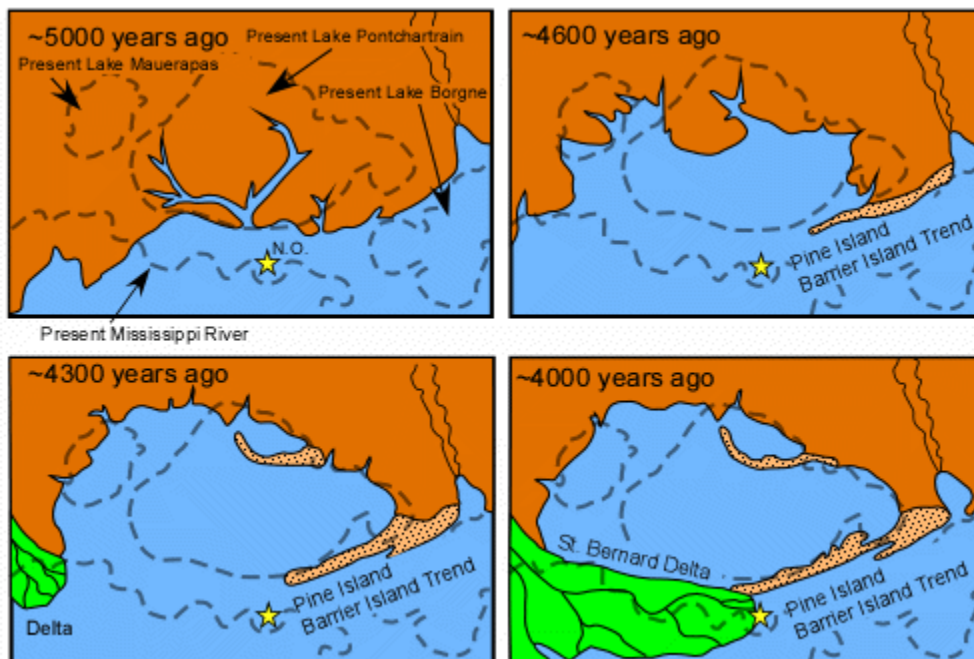 ~5000 years ago
Present Lake Pontchartrain
Present Lake Mauerapas
Present Lake Borgne
N.O.
Present Mississippi River
~4600 years ago
Pine Island
Barrier Island Trend
~4300 years ago
Pine Island
Barrier Island Trend
Delta
~4000 years ago
St. Bernard Delta
Pine Island
Barrier Island Trend